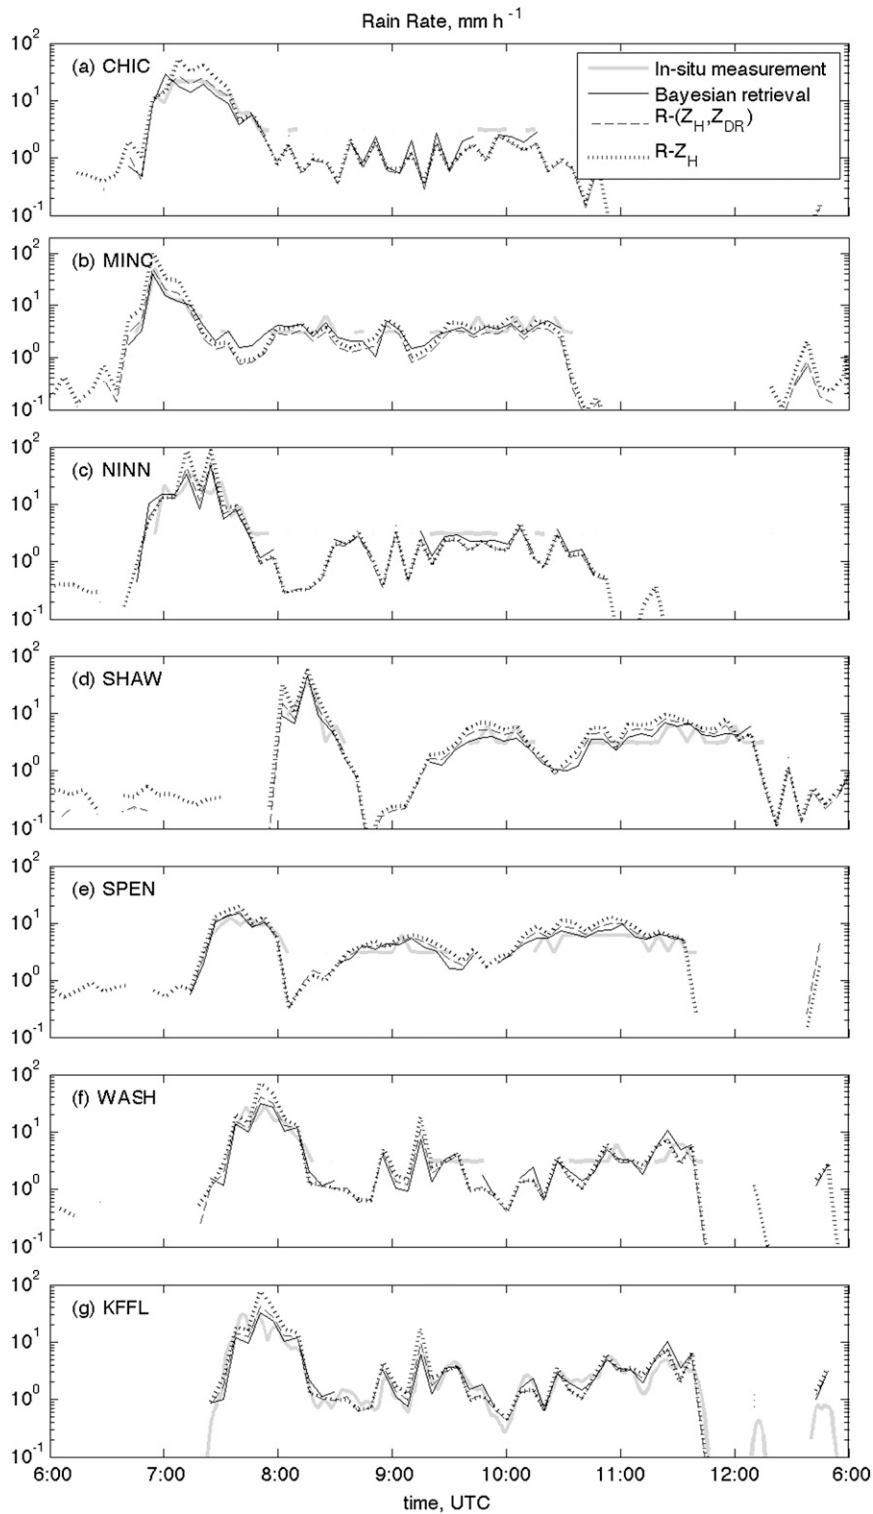 Rain Rate, mm h⁻¹
(a) CHIC
In-situ measurement
Bayesian retrieval
R-(Z_H,Z_DR)
R-Z_H
10²
10¹
10⁰
10⁻¹
(b) MINC
10²
10¹
10⁰
10⁻¹
(c) NINN
10²
10¹
10⁰
10⁻¹
(d) SHAW
10²
10¹
10⁰
10⁻¹
(e) SPEN
10²
10¹
10⁰
10⁻¹
(f) WASH
10²
10¹
10⁰
10⁻¹
(g) KFFL
10²
10¹
10⁰
10⁻¹
6:00 7:00 8:00 9:00 10:00 11:00 12:00 6:00
time, UTC